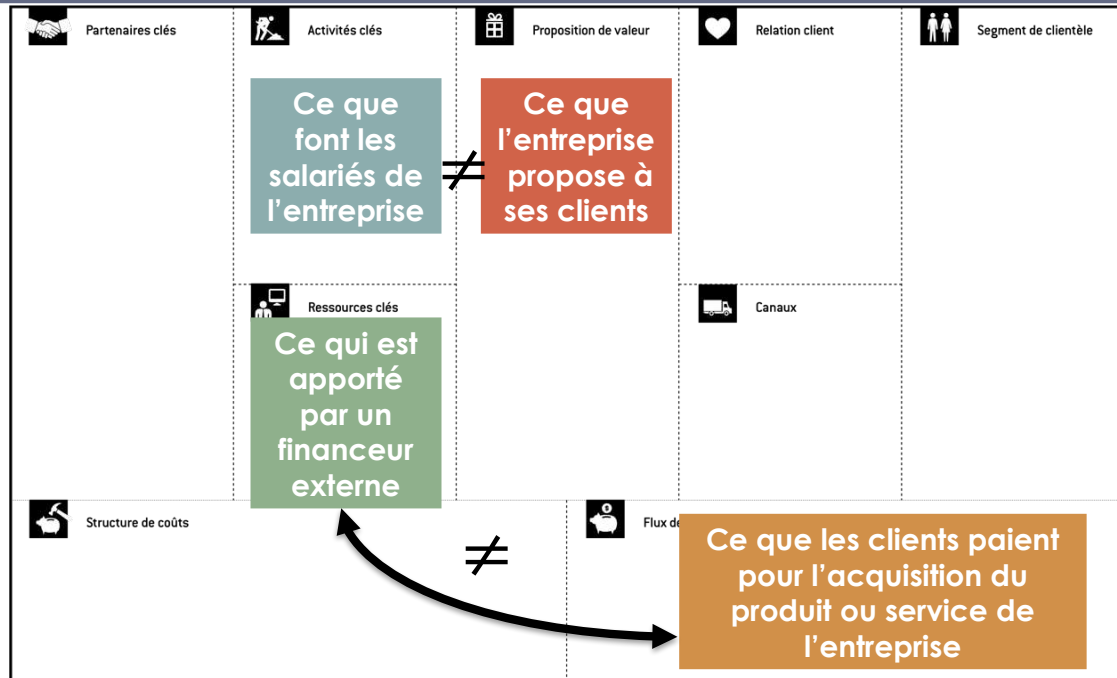 Partenaires clés
Activités clés
Proposition de valeur
Relation client
Segment de clientèle
Ce que
font les
salariés de
l’entreprise
≠
Ce que
l’entreprise
propose à
ses clients
Ressources clés
Canaux
Ce qui est
apporté
par un
financeur
externe
Structure de coûts
≠
Flux de
Ce que les clients paient
pour l’acquisition du
produit ou service de
l’entreprise